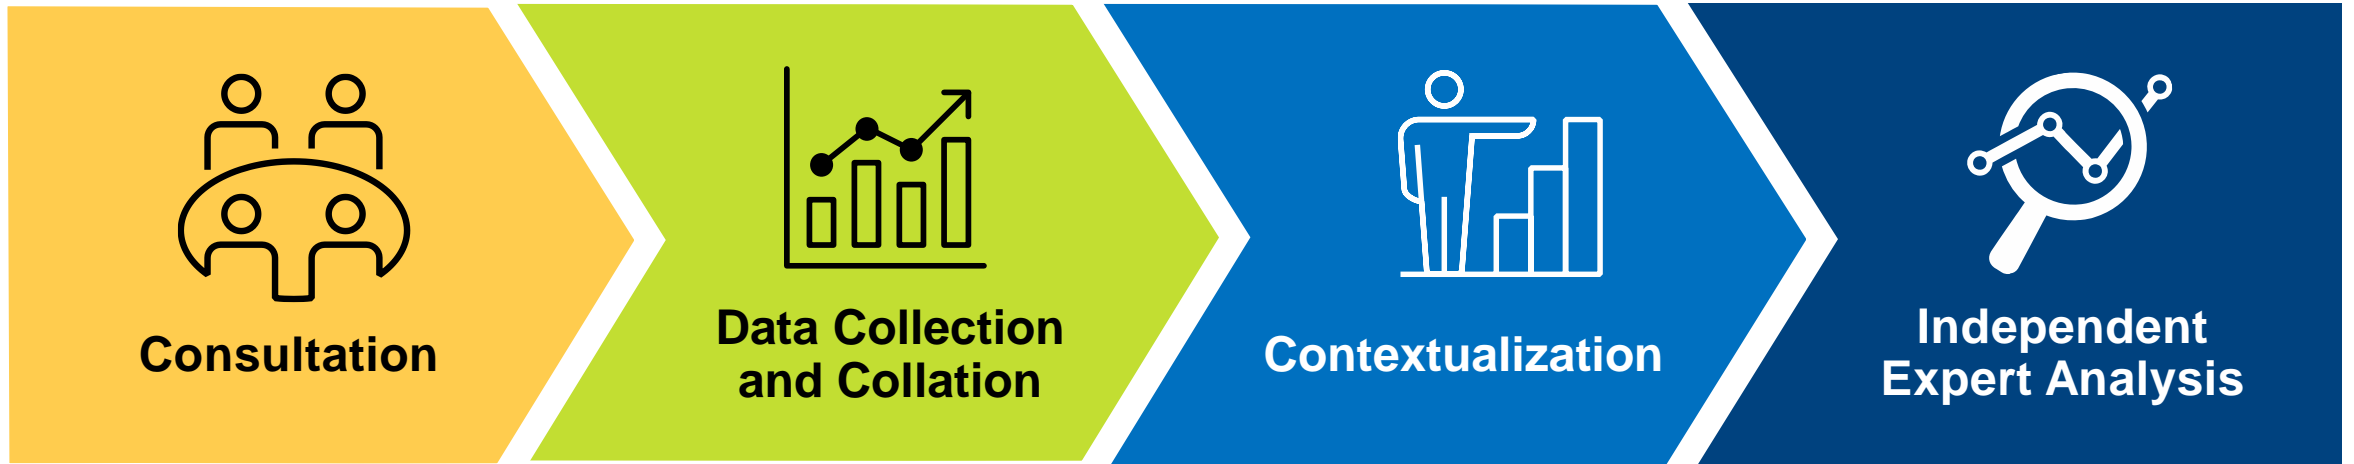 Consultation
Data Collection
and Collation
Contextualization
Independent
Expert Analysis